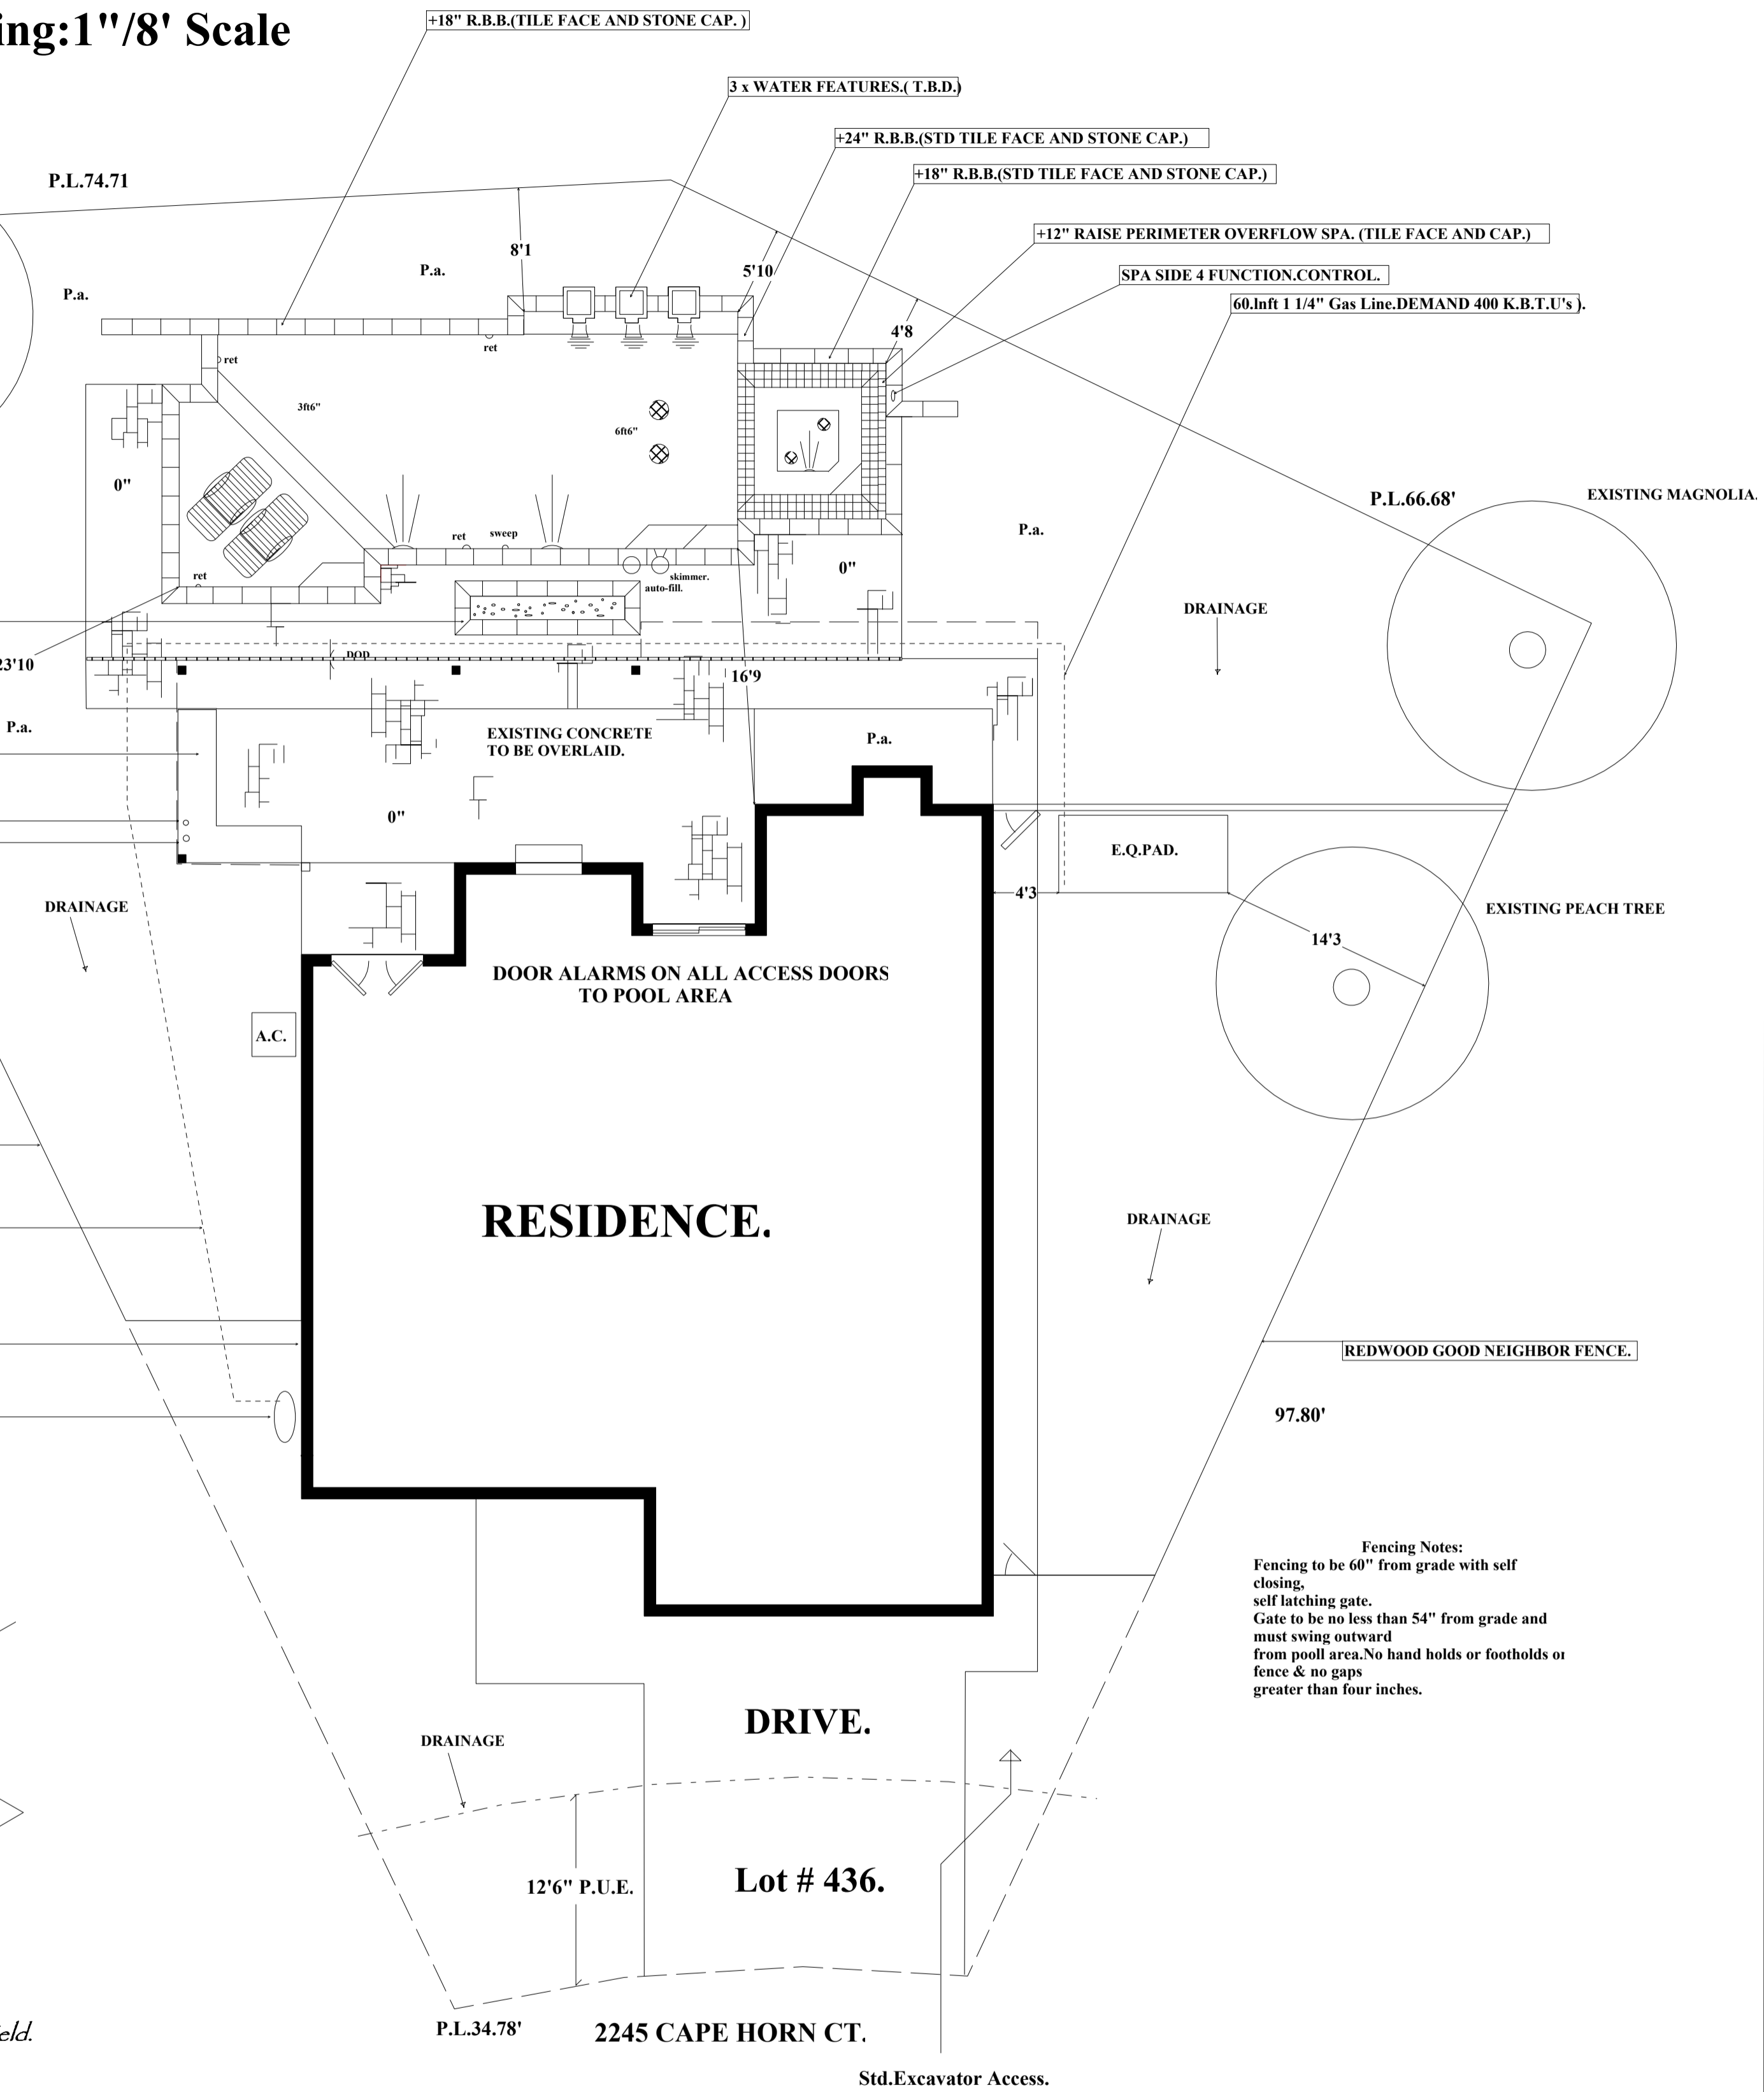 ing:1"/8' Scale
+18" R.B.B.(TILE FACE AND STONE CAP. )
3 x WATER FEATURES.( T.B.D.)
+24" R.B.B.(STD TILE FACE AND STONE CAP.)
+18" R.B.B.(STD TILE FACE AND STONE CAP.)
P.L.74.71
+12" RAISE PERIMETER OVERFLOW SPA. (TILE FACE AND CAP.)
8'1
P.a.
5'10
SPA SIDE 4 FUNCTION.CONTROL.
P.a.
60.lnft 1 1/4" Gas Line.DEMAND 400 K.B.T.U's ).
4'8
ret
ret
3ft6"
6ft6"
0"
P.L.66.68'
EXISTING MAGNOLIA.
P.a.
ret
sweep
0"
ret
skimmer.
auto-fill.
DRAINAGE
DOD
23'10
16'9
P.a.
EXISTING CONCRETE
TO BE OVERLAID.
P.a.
0"
E.Q.PAD.
4'3
DRAINAGE
EXISTING PEACH TREE
14'3
DOOR ALARMS ON ALL ACCESS DOORS
TO POOL AREA
A.C.
RESIDENCE.
DRAINAGE
REDWOOD GOOD NEIGHBOR FENCE.
97.80'
Fencing Notes:
Fencing to be 60" from grade with self
closing,
self latching gate.
Gate to be no less than 54" from grade and
must swing outward
from pooll area.No hand holds or footholds on
fence & no gaps
greater than four inches.
DRIVE.
DRAINAGE
12'6" P.U.E.
Lot # 436.
eld.
P.L.34.78'
2245 CAPE HORN CT.
Std.Excavator Access.